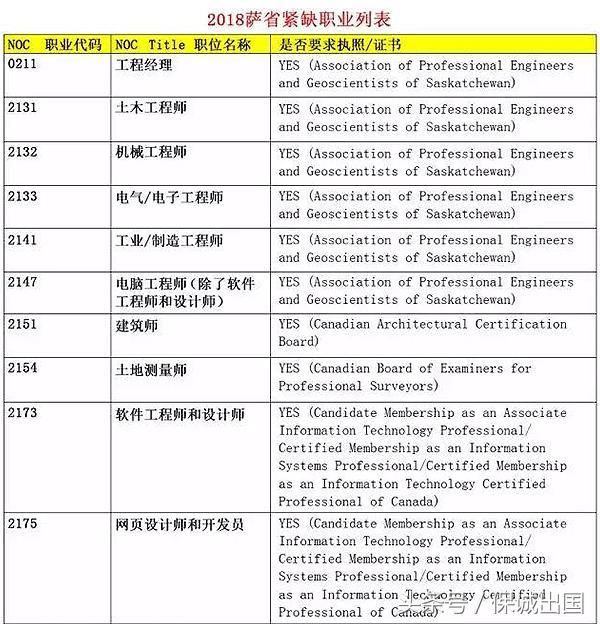 2018萨省紧缺职业列表
NOC 职业代码 NOC Title 职位名称 是否要求执照/证书
0211 工程经理 YES (Association of Professional Engineers
and Geoscientists of Saskatchewan)
2131 土木工程师 YES (Association of Professional Engineers
and Geoscientists of Saskatchewan)
2132 机械工程师 YES (Association of Professional Engineers
and Geoscientists of Saskatchewan)
2133 电气/电子工程师 YES (Association of Professional Engineers
and Geoscientists of Saskatchewan)
2141 工业/制造工程师 YES (Association of Professional Engineers
and Geoscientists of Saskatchewan)
2147 电脑工程师(除了软件 YES (Association of Professional Engineers
工程师和设计师) and Geoscientists of Saskatchewan)
2151 建筑师 YES (Canadian Architectural Certification
Board)
2154 土地测量师 YES (Canadian Board of Examiners for
Professional Surveyors)
2173 软件工程师和设计师 YES (Candidate Membership as an Associate
Information Technology Professional/
Certified Membership as an Information
Systems Professional/Certified Membership
as an Information Technology Certified
Professional of Canada)
2175 网页设计师和开发员 YES (Candidate Membership as an Associate
Information Technology Professional/
Certified Membership as an Information
Systems Professional/Certified Membership
as an Information Technology Certified
Professional of Canada)
头条号 / 保诚出国